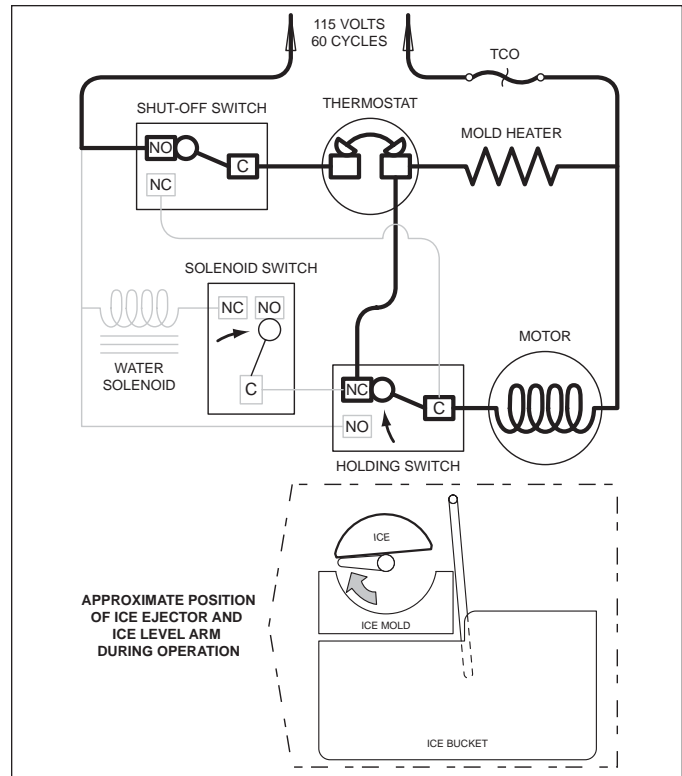 115 VOLTS
60 CYCLES
TCO
SHUT-OFF SWITCH
THERMOSTAT
MOLD HEATER
NO
C
NC
SOLENOID SWITCH
NC
NO
MOTOR
WATER
SOLENOID
C
NC
C
NO
HOLDING SWITCH
ICE
APPROXIMATE POSITION
OF ICE EJECTOR AND
ICE LEVEL ARM
DURING OPERATION
ICE MOLD
ICE BUCKET